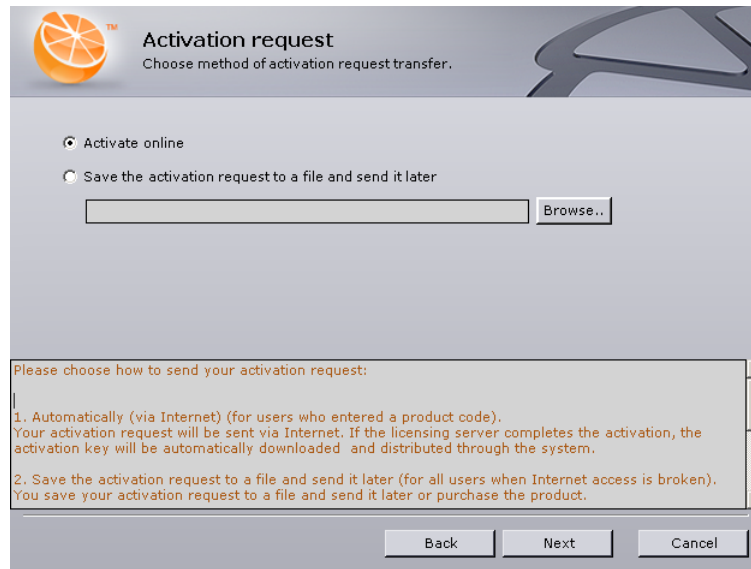 TM
Activation request
Choose method of activation request transfer.
Activate online
Save the activation request to a file and send it later
Browse..
Please choose how to send your activation request:
1. Automatically (via Internet) (for users who entered a product code).
Your activation request will be sent via Internet. If the licensing server completes the activation, the
activation key will be automatically downloaded  and distributed through the system.
2. Save the activation request to a file and send it later (for all users when Internet access is broken).
You save your activation request to a file and send it later or purchase the product.
Back
Next
Cancel